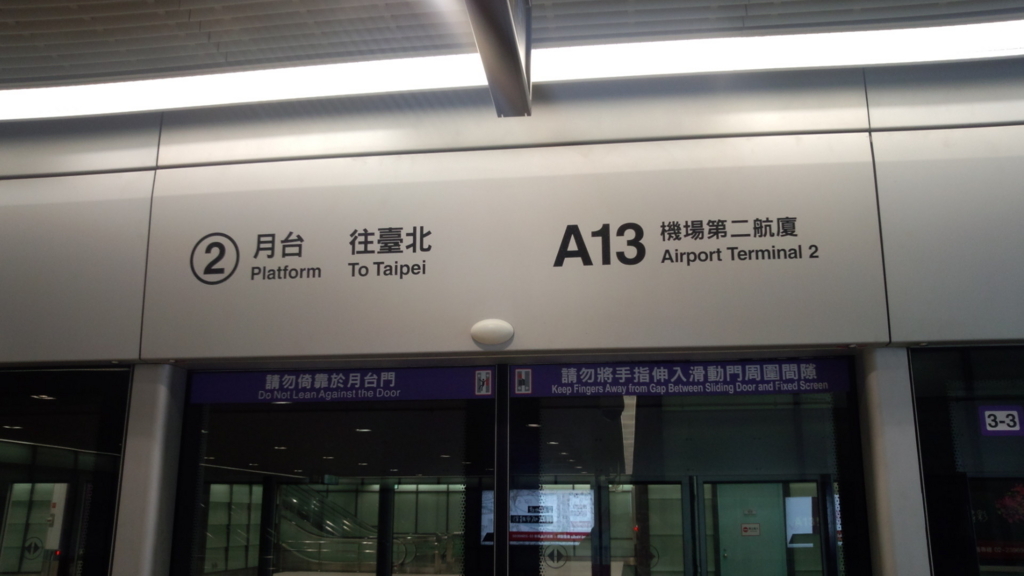 ② 月台 往臺北
Platform To Taipei
A13 機場第二航廈
Airport Terminal 2
請勿倚靠於月台門
Do Not Lean Against the Door
請勿將手指伸入滑動門周圍間隙
Keep Fingers Away from Gap Between Sliding Door and Fixed Screen
3-3